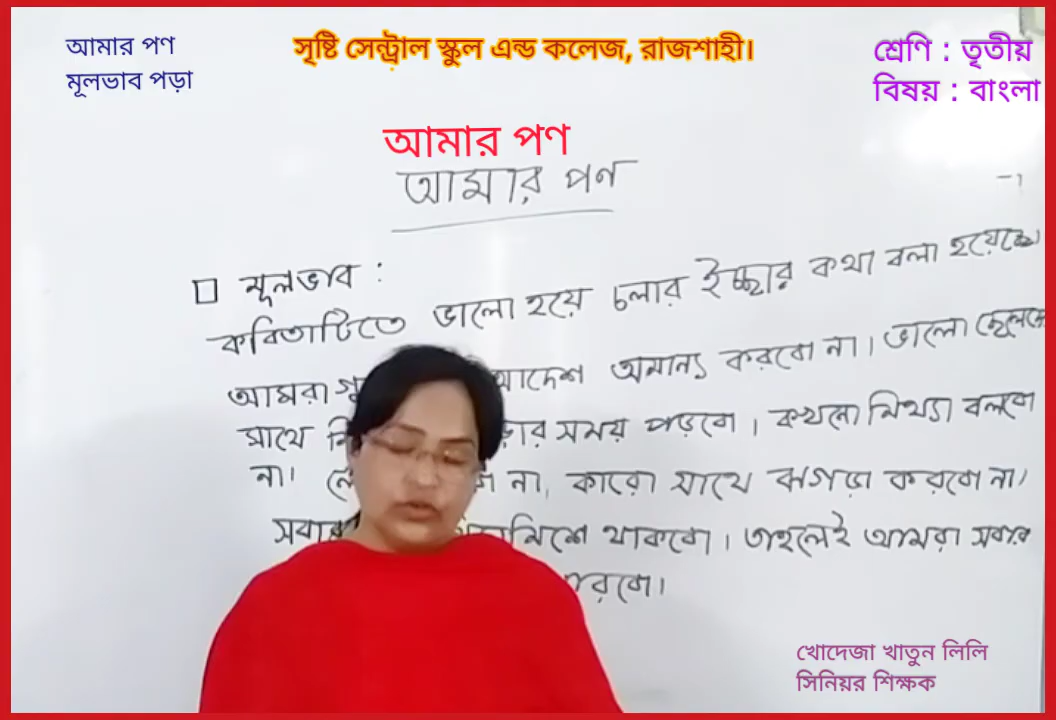 আমার পণ
মূলভাব পড়া
সৃষ্টি সেন্ট্রাল স্কুল এন্ড কলেজ, রাজশাহী।
শ্রেণি : তৃতীয়
বিষয় : বাংলা
আমার পণ
আমার পণ
মূলভাব :
কবিতাটিতে ভালো হয়ে চলার ইচ্ছার কথা বলা হয়েছে
আমরা আদেশ অমান্য করবো না। ভালো ছেলেদের
সাথে সময় পড়বো। কখনো মিথ্যা বলবো
না। না, কারো সাথে ঝগড়া করবো না।
থাকবো। তাহলেই আমরা সবার
খোদেজা খাতুন লিলি
সিনিয়র শিক্ষক